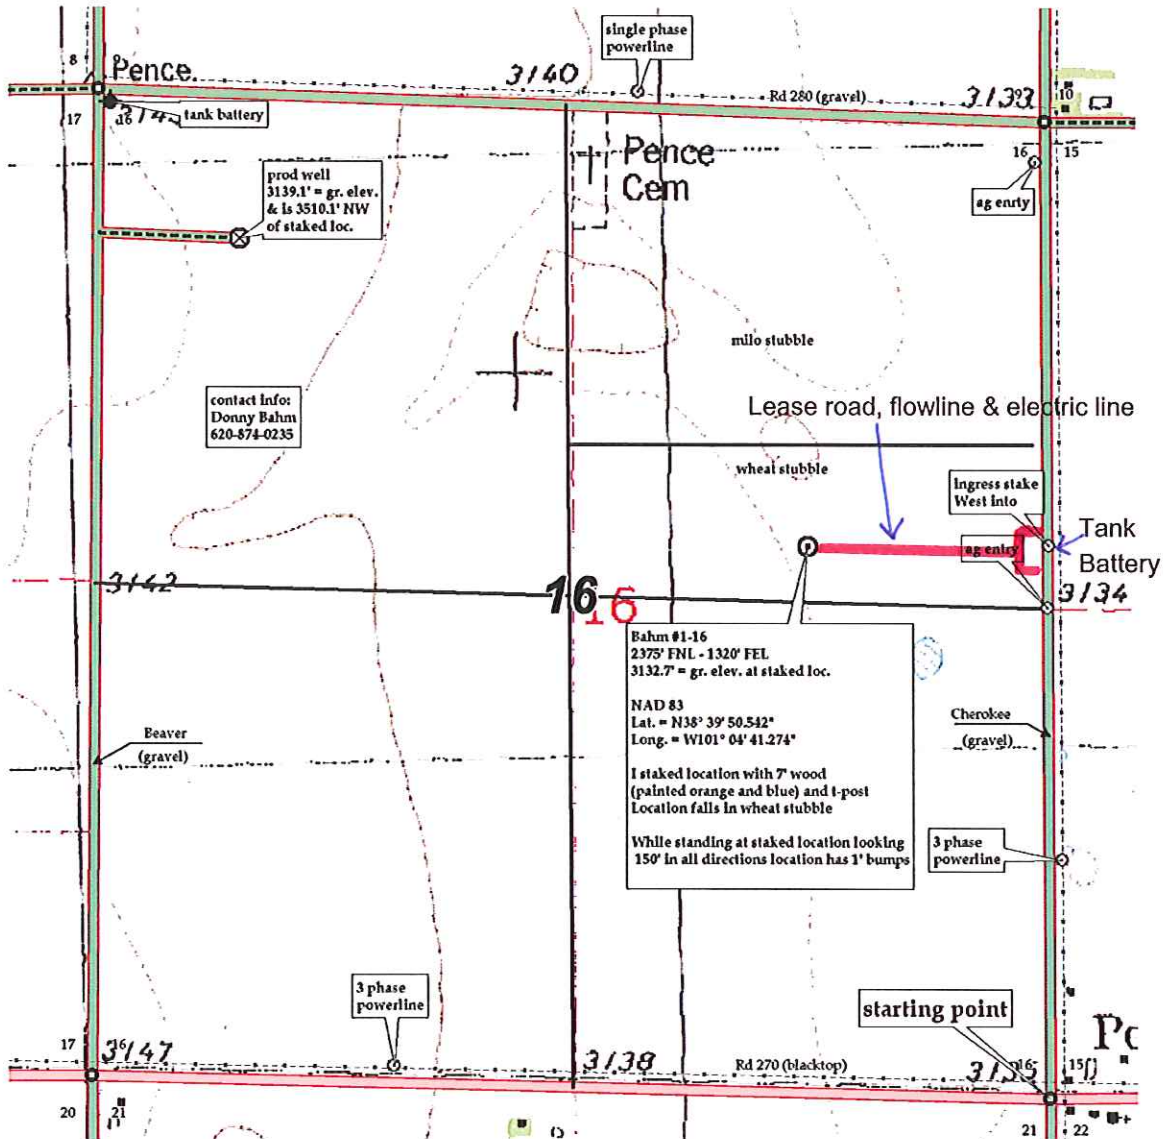 single phase
powerline
8
Pence
3140
Rd 280 (gravel)
3133
10
17
16
tank battery
Pence
Cem
16
15
ag enrty
prod well
3139.1' = gr. elev.
& is 3510.1' NW
of staked loc.
milo stubble
contact info:
Donny Bahm
620-874-0235
Lease road, flowline & electric line
wheat stubble
Ingress stake
West into
Tank
Battery
ag entry
3142
16
16
3134
Bahm #1-16
2375' FNL - 1320' FEL
3132.7' = gr. elev. at staked loc.
NAD 83
Lat. = N38° 39' 50.542"
Long. = W101° 04' 41.274"
I staked location with 7' wood
(painted orange and blue) and t-post
Location falls in wheat stubble
While standing at staked location looking
150' in all directions location has 1' bumps
Beaver
(gravel)
Cherokee
(gravel)
3 phase
powerline
3 phase
powerline
starting point
17
3147
3138
Rd 270 (blacktop)
16
15
20
21
21
22